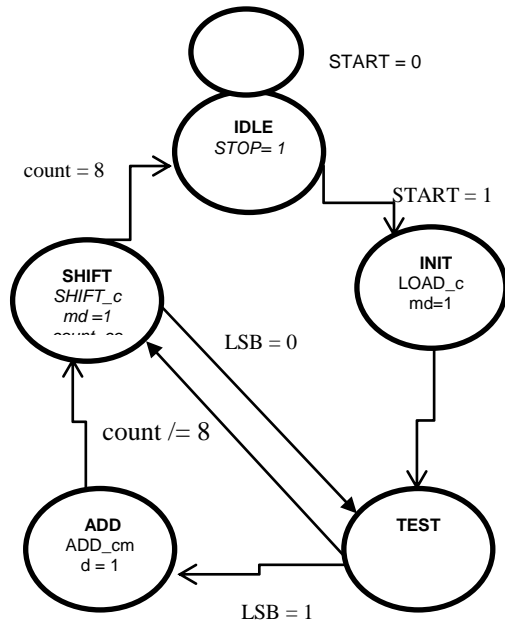 START = 0
IDLE
STOP= 1
count = 8
START = 1
SHIFT
SHIFT_c
md =1
INIT
LOAD_c
md=1
LSB = 0
count /= 8
ADD
ADD_cm
d = 1
TEST
LSB = 1